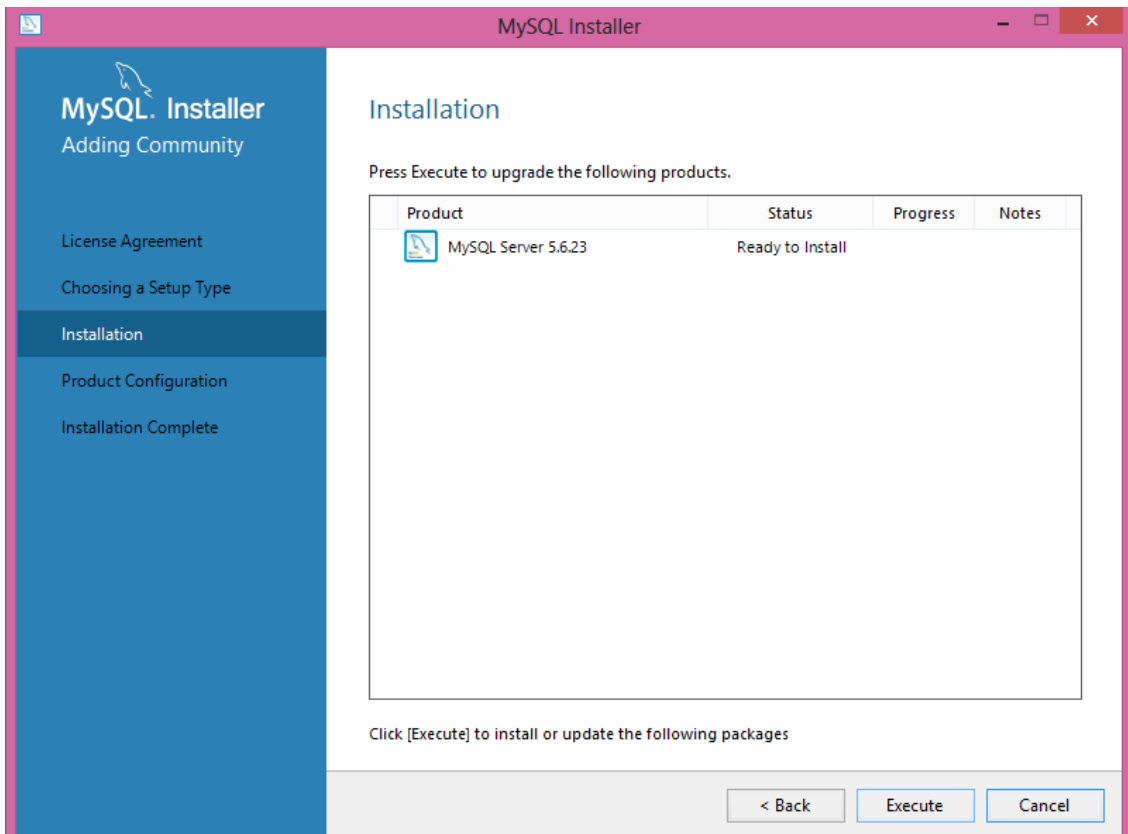 MySQL Installer
MySQL. Installer
Adding Community
License Agreement
Choosing a Setup Type
Installation
Product Configuration
Installation Complete
Installation
Press Execute to upgrade the following products.
Product Status Progress Notes
MySQL Server 5.6.23 Ready to Install
Click [Execute] to install or update the following packages
< Back Execute Cancel